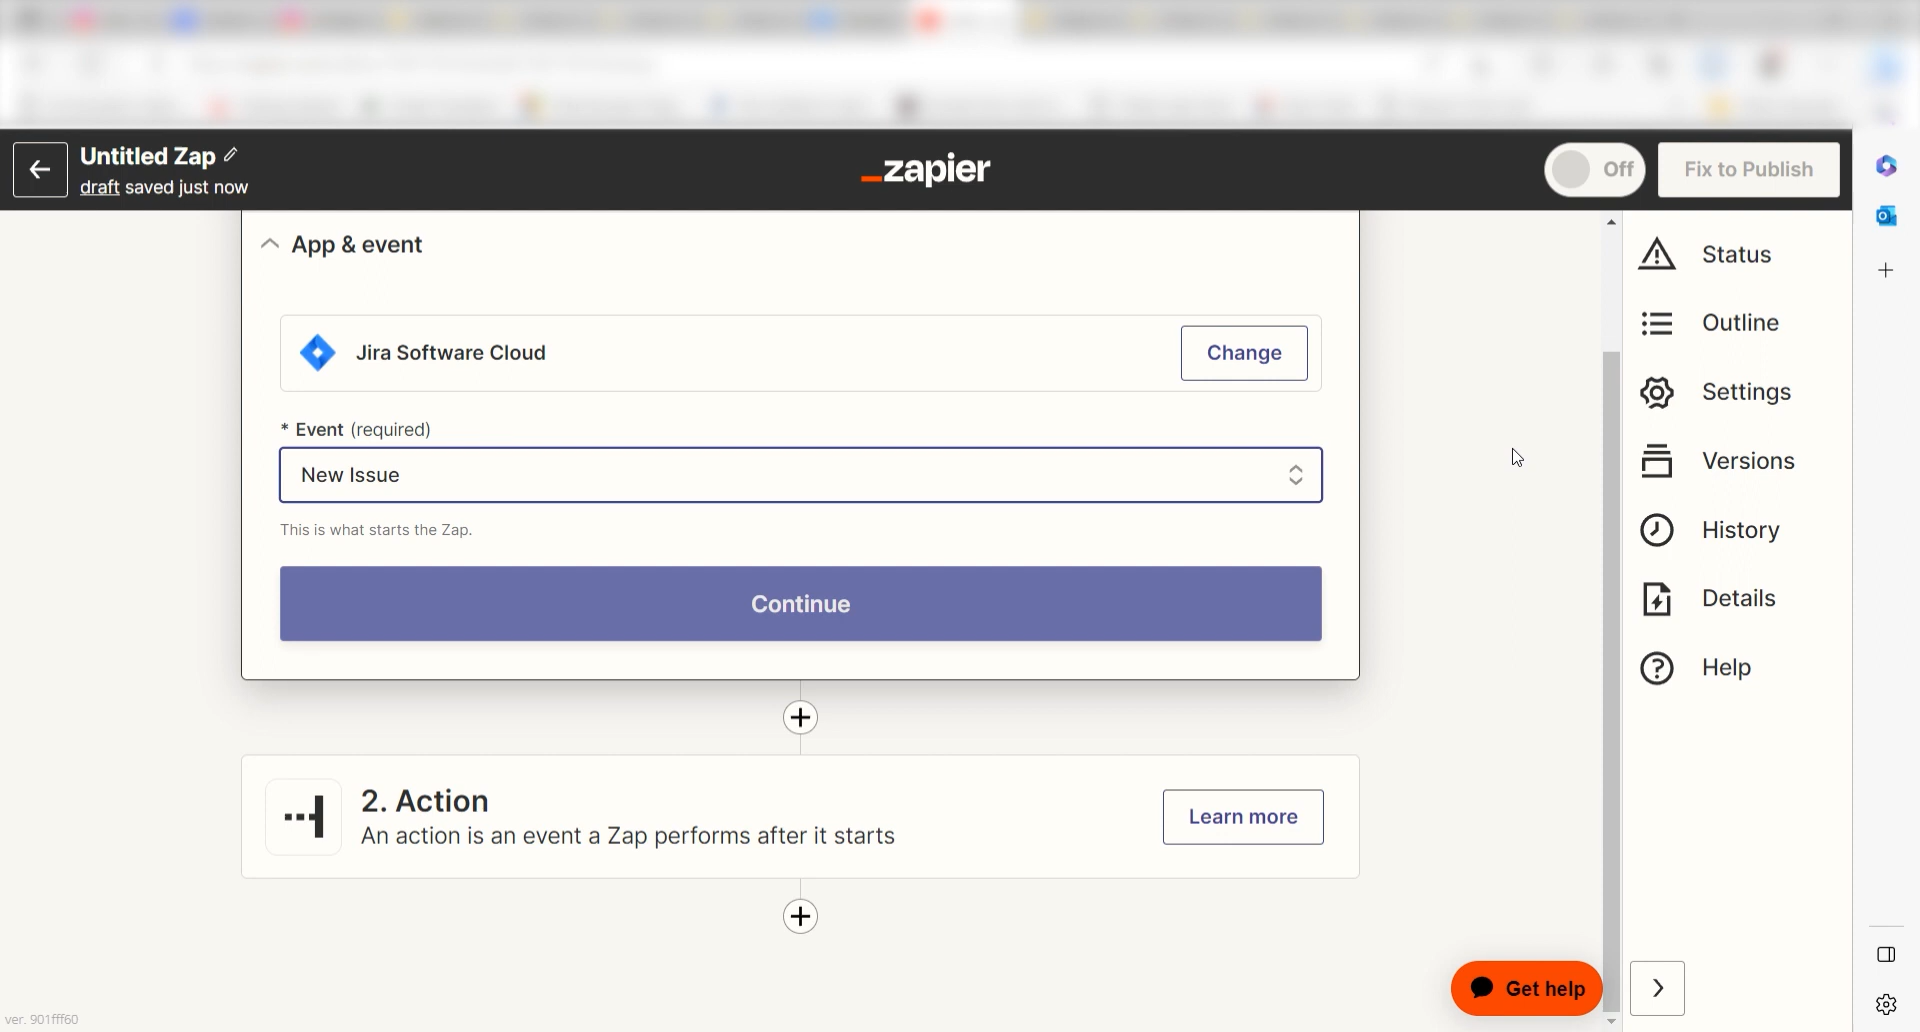 Untitled Zap
draft saved just now
zapier
Off
Fix to Publish
App & event
Jira Software Cloud
Change
* Event (required)
New Issue
This is what starts the Zap.
Continue
2. Action
An action is an event a Zap performs after it starts
Learn more
Status
Outline
Settings
Versions
History
Details
Help
Get help
ver. 901fff60